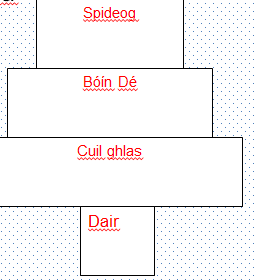 Spideog
Bóín Dé
Cuil ghlas
Dair